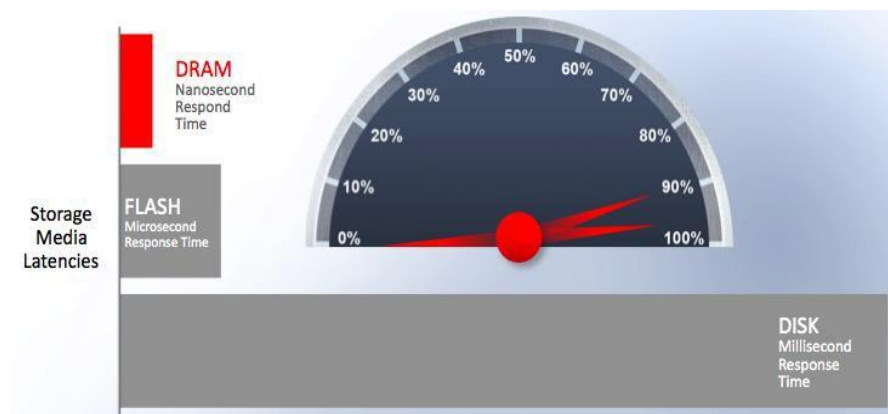 Storage
Media
Latencies
DRAM
Nanosecond
Respond
Time
FLASH
Microsecond
Response Time
0%
10%
20%
30%
40%
50%
60%
70%
80%
90%
100%
DISK
Millisecond
Response
Time